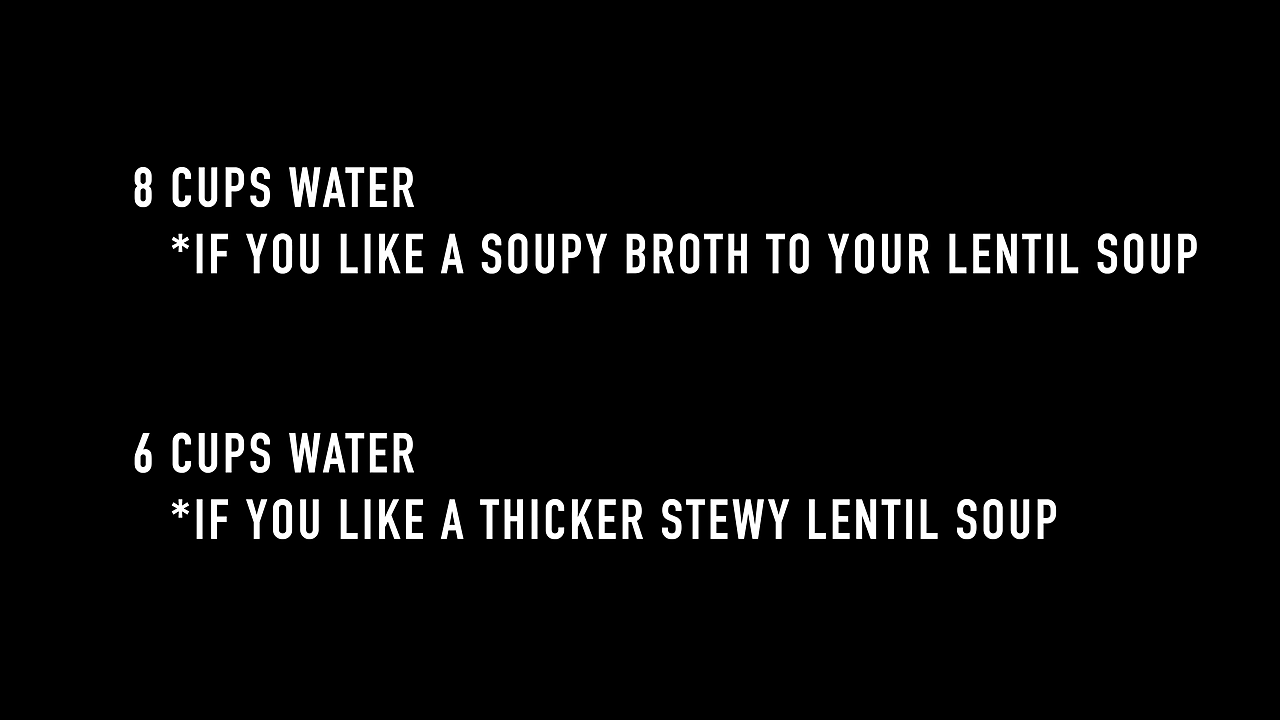 8 CUPS WATER
*IF YOU LIKE A SOUPY BROTH TO YOUR LENTIL SOUP
6 CUPS WATER
*IF YOU LIKE A THICKER STEWY LENTIL SOUP